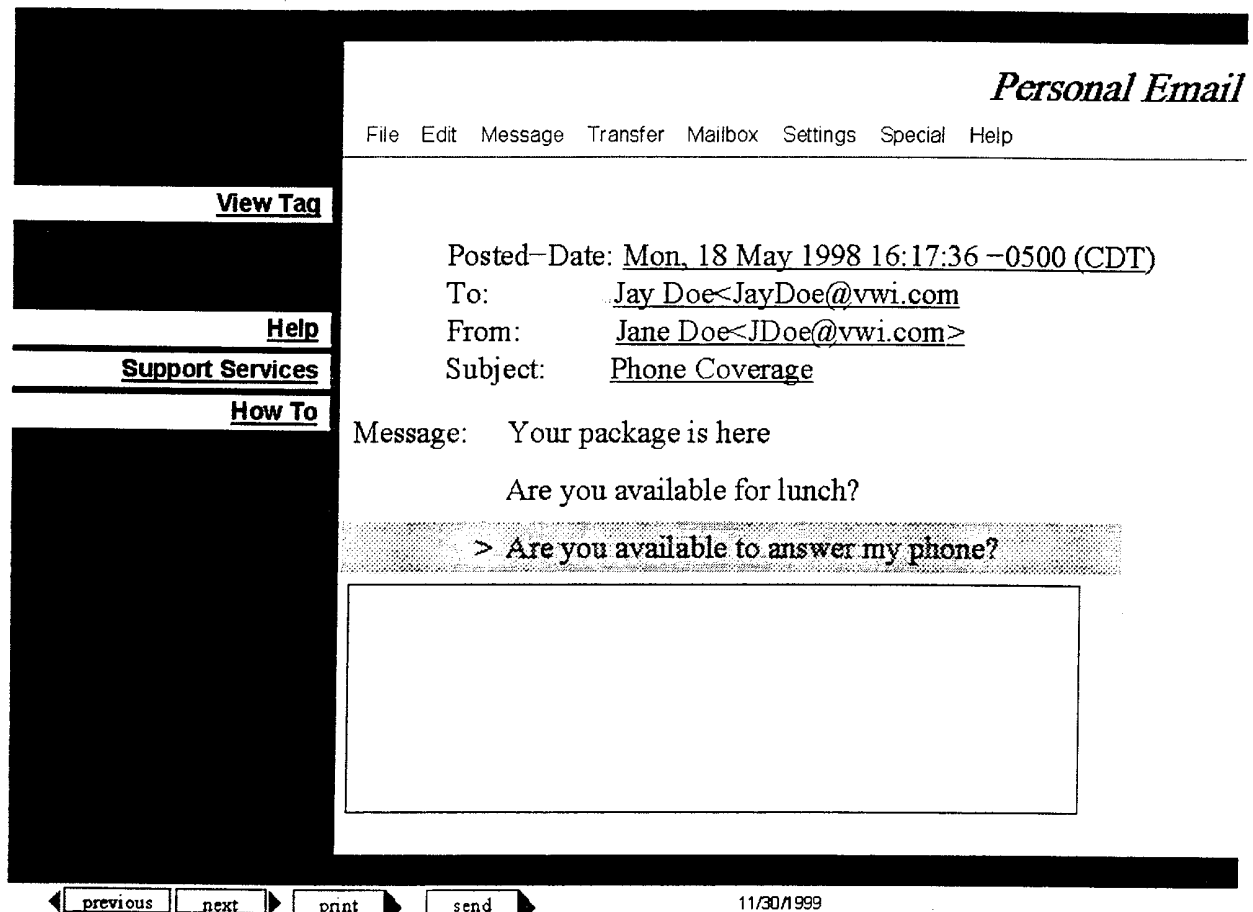 Personal Email
File Edit Message Transfer Mailbox Settings Special Help
View Tag
Help
Support Services
How To
Posted-Date: Mon, 18 May 1998 16:17:36 -0500 (CDT)
To: Jay Doe<JayDoe@vwi.com
From: Jane Doe<JDoe@vwi.com>
Subject: Phone Coverage
Message: Your package is here
Are you available for lunch?
> Are you available to answer my phone?
previous next print send 11/30/1999